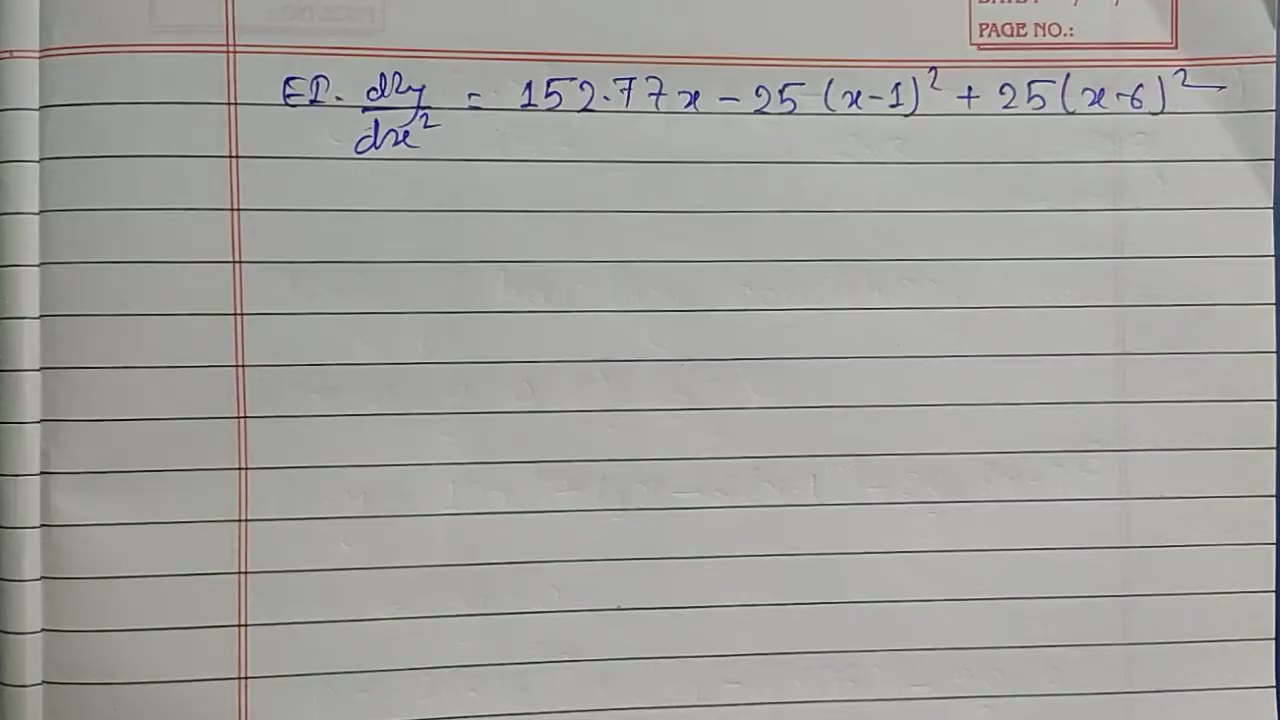 PAGE NO.:
EI. d2y/dx² = 152.77x - 25(x-1)² + 25(x-6)² -